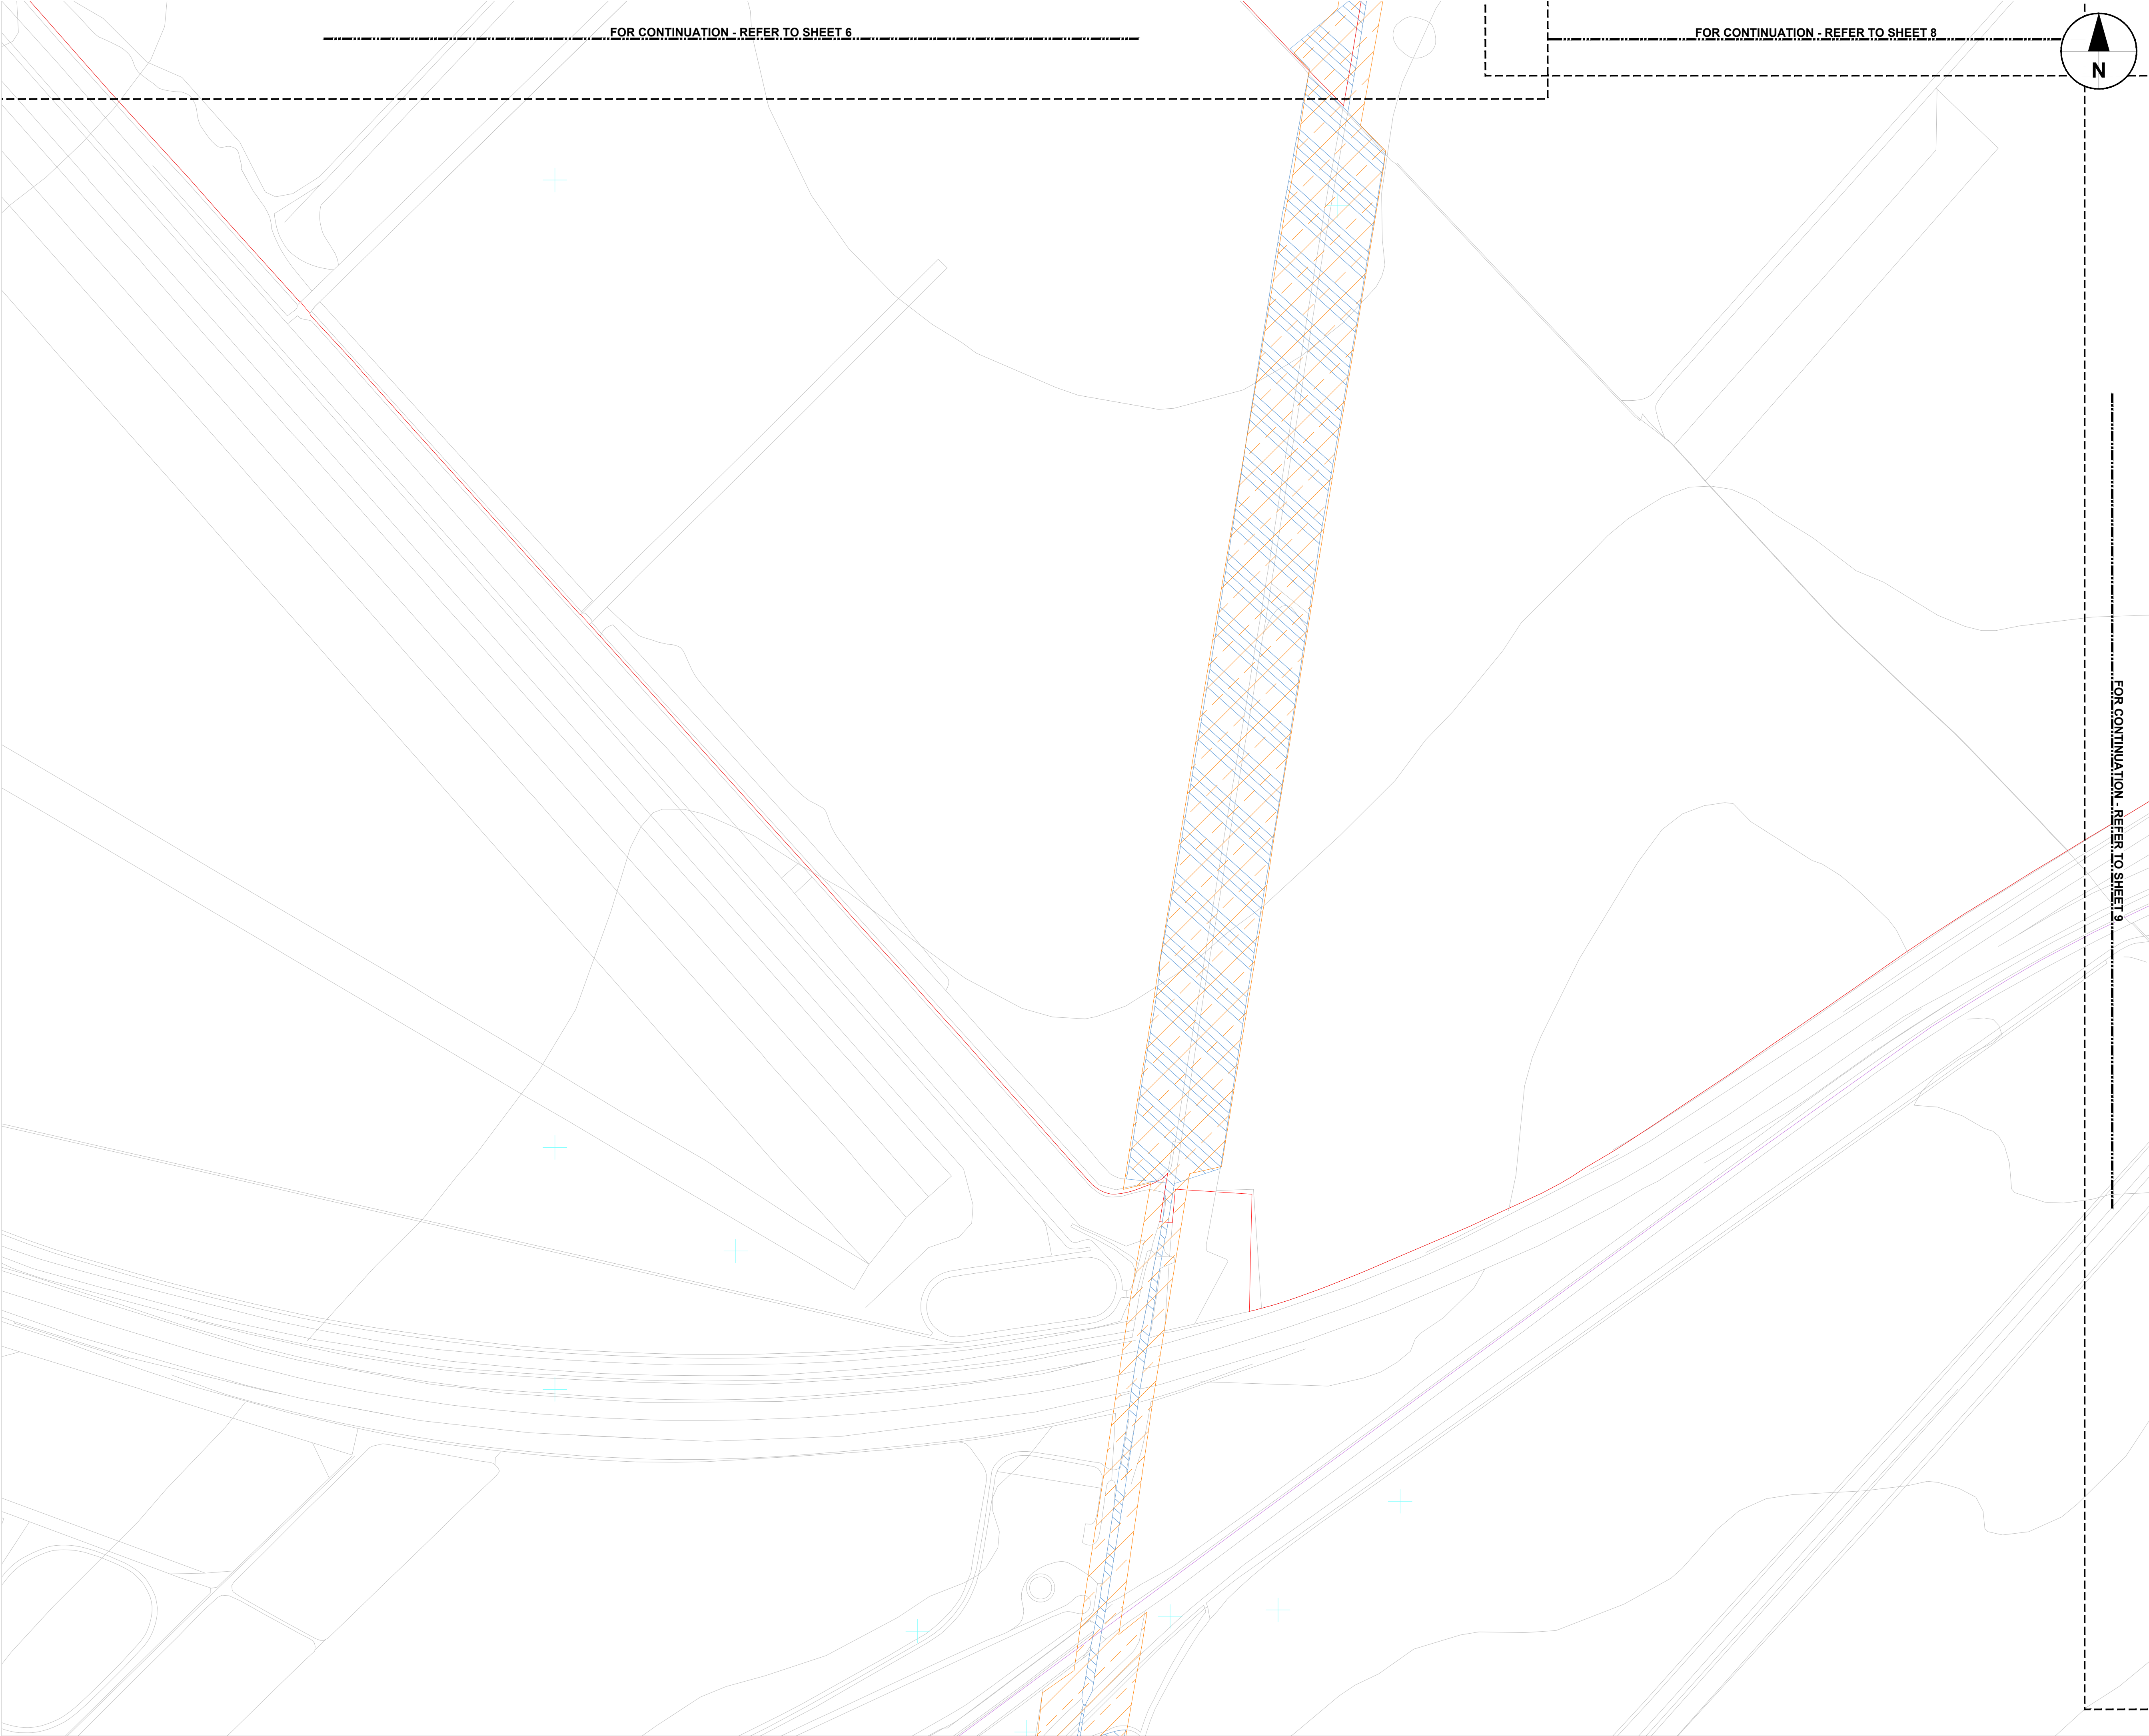 FOR CONTINUATION - REFER TO SHEET 6
FOR CONTINUATION - REFER TO SHEET 8
N
FOR CONTINUATION - REFER TO SHEET 9